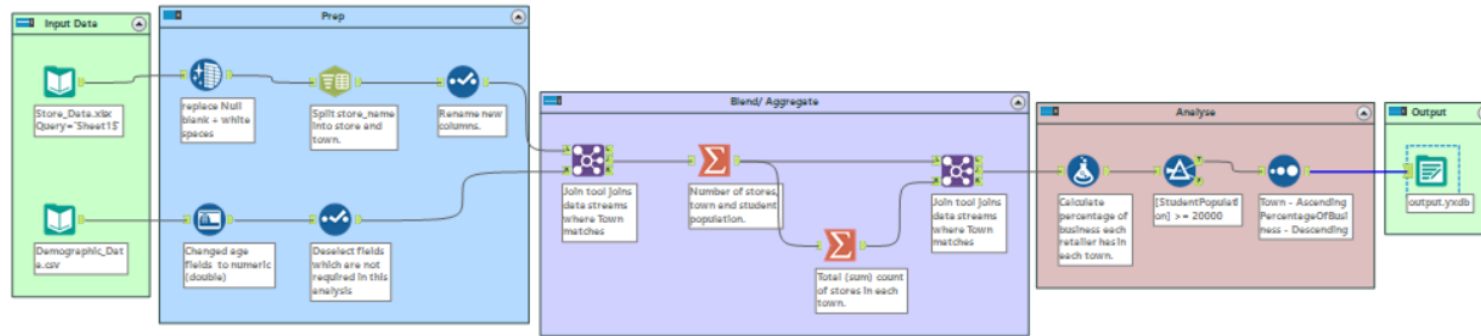 Input Data
Store_Data.xlsx
Query=`Sheet1$`
Demographic_Dat
a.csv
Prep
replace Null
blank + white
spaces
Split store_name
into store and
town.
Rename new
columns.
Changed age
fields to numeric
(double)
Deselect fields
which are not
required in this
analysis
Blend/ Aggregate
Join tool joins
data streams
where Town
matches
Number of stores,
town and student
population.
Total (sum) count
of stores in each
town.
Join tool joins
data streams
where Town
matches
Analyse
Calculate
percentage of
business each
retailer has in
each town.
[StudentPopulati
on] >= 20000
Town - Ascending
PercentageOfBusi
ness - Descending
Output
output.yxdb